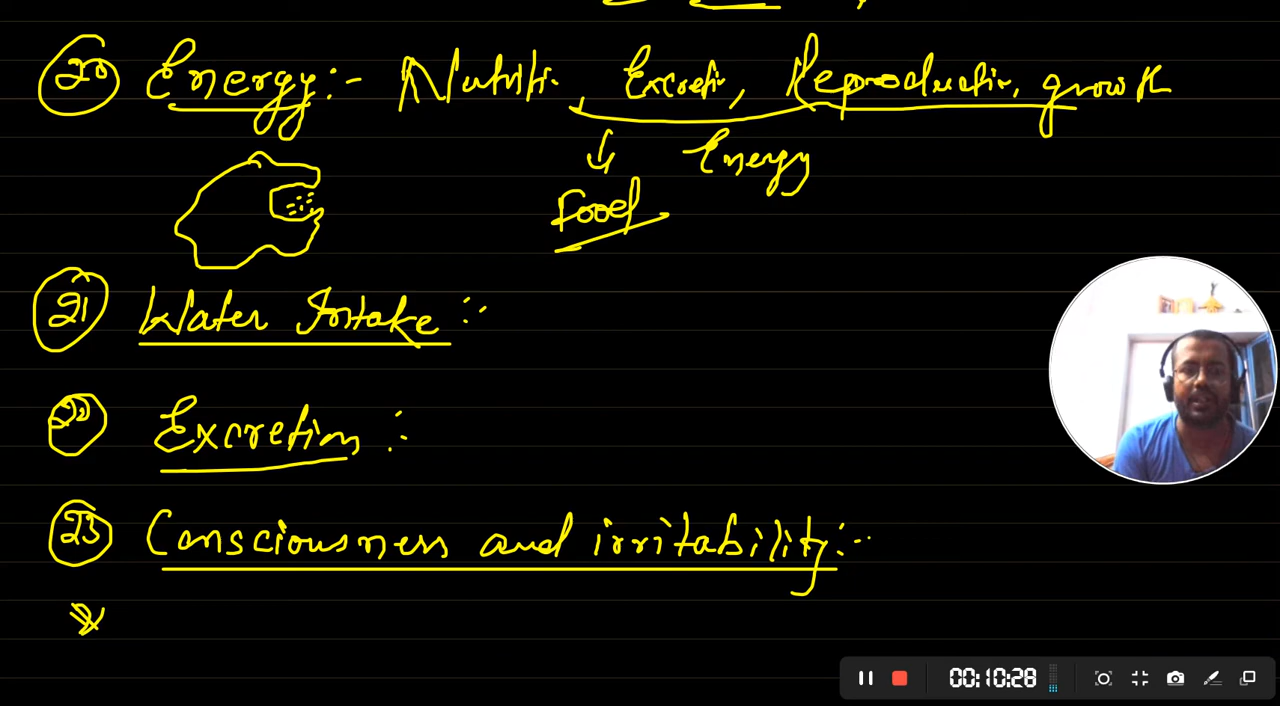 20 Energy:- Nutriti, Excreti, Reproductin, growth
Energy
food
21 Water Intake :-
22 Excretion :
23 Consciousness and irritability:-
00:10:28